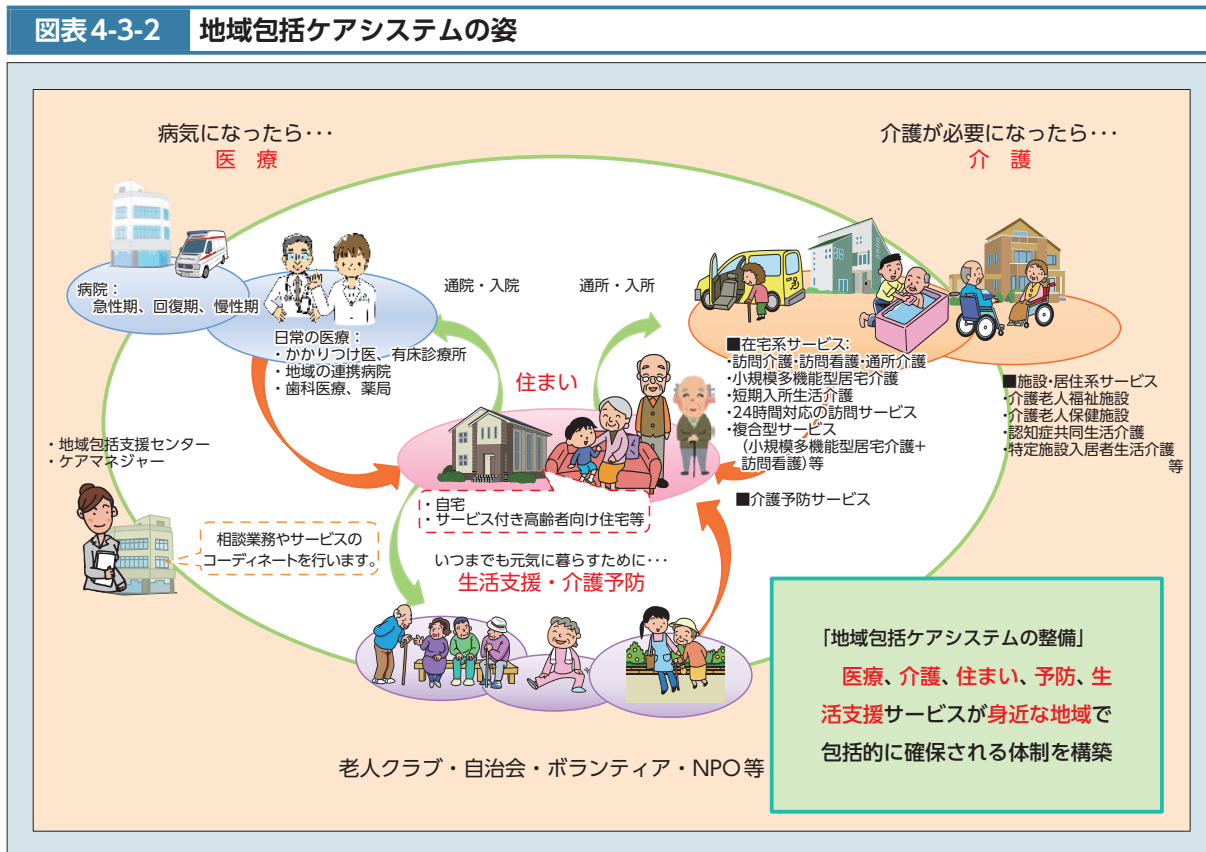 図表4-3-2 地域包括ケアシステムの姿
病気になったら･･･
医 療
介護が必要になったら･･･
介 護
病院：
急性期、回復期、慢性期
日常の医療：
・かかりつけ医、有床診療所
・地域の連携病院
・歯科医療、薬局
通院・入院
通所・入所
住まい
■在宅系サービス：
・訪問介護・訪問看護・通所介護
・小規模多機能型居宅介護
・短期入所生活介護
・24時間対応の訪問サービス
・複合型サービス
（小規模多機能型居宅介護＋
訪問看護）等
■介護予防サービス
■施設・居住系サービス
・介護老人福祉施設
・介護老人保健施設
・認知症共同生活介護
・特定施設入居者生活介護
等
・地域包括支援センター
・ケアマネジャー
相談業務やサービスの
コーディネートを行います。
・自宅
・サービス付き高齢者向け住宅等
いつまでも元気に暮らすために･･･
生活支援・介護予防
老人クラブ・自治会・ボランティア・NPO等
「地域包括ケアシステムの整備」
医療、介護、住まい、予防、生
活支援サービスが身近な地域で
包括的に確保される体制を構築